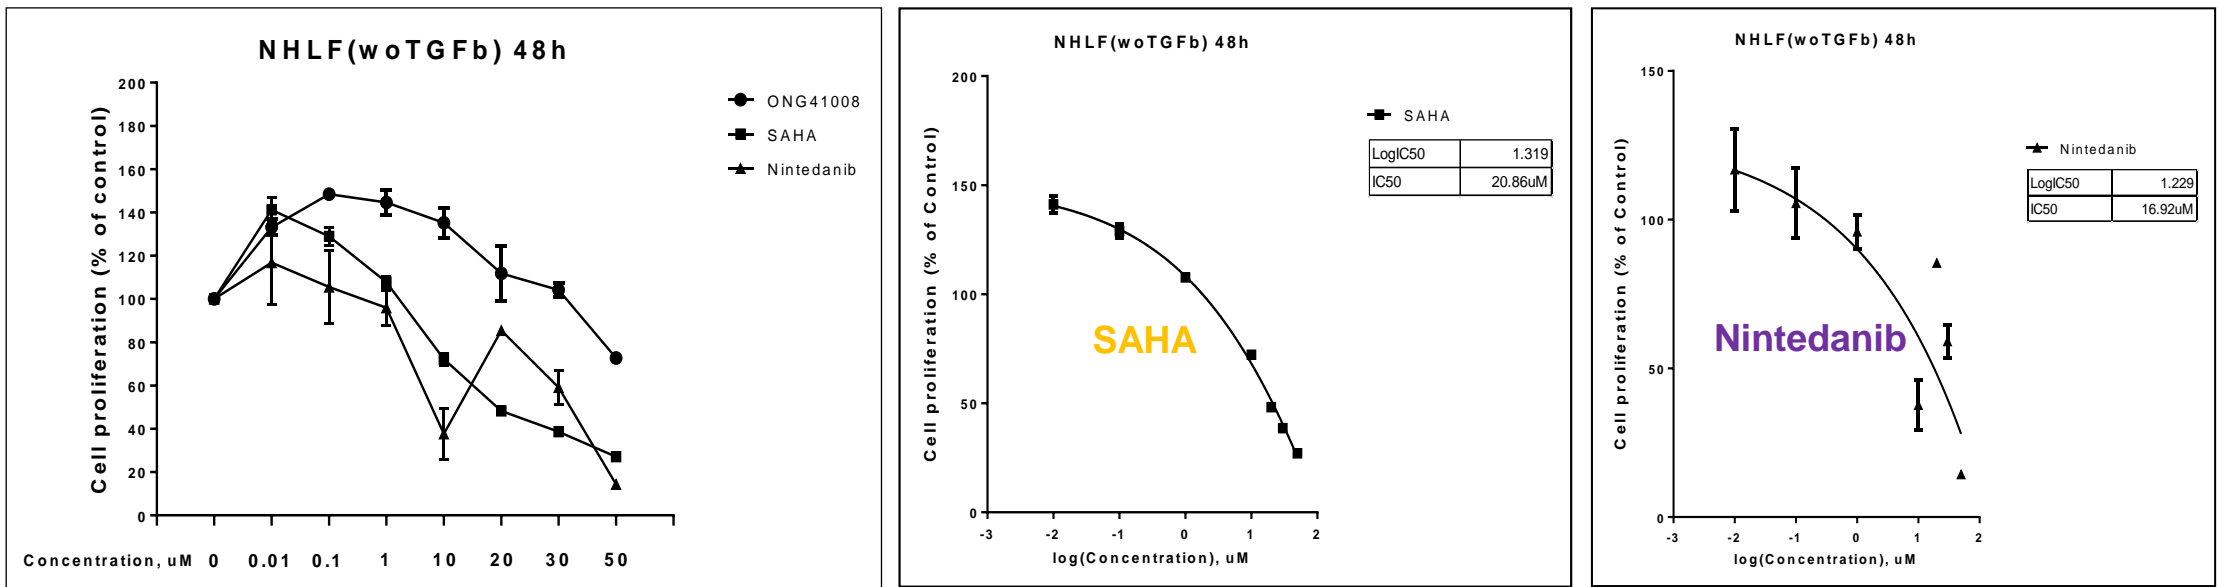 NHLF(woTGFb) 48h
Cell proliferation (% of control)
200
180
160
140
120
100
80
60
40
20
0
Concentration, uM 0 0.01 0.1 1 10 20 30 50
ONG41008
SAHA
Nintedanib
NHLF(woTGFb) 48h
Cell proliferation (% of Control)
200
150
100
50
0
-3 -2 -1 0 1 2
log(Concentration), uM
SAHA
SAHA
LogIC50 1.319
IC50 20.86uM
NHLF(woTGFb) 48h
Cell proliferation (% of Control)
150
100
50
0
-3 -2 -1 0 1 2
log(Concentration), uM
Nintedanib
Nintedanib
LogIC50 1.229
IC50 16.92uM